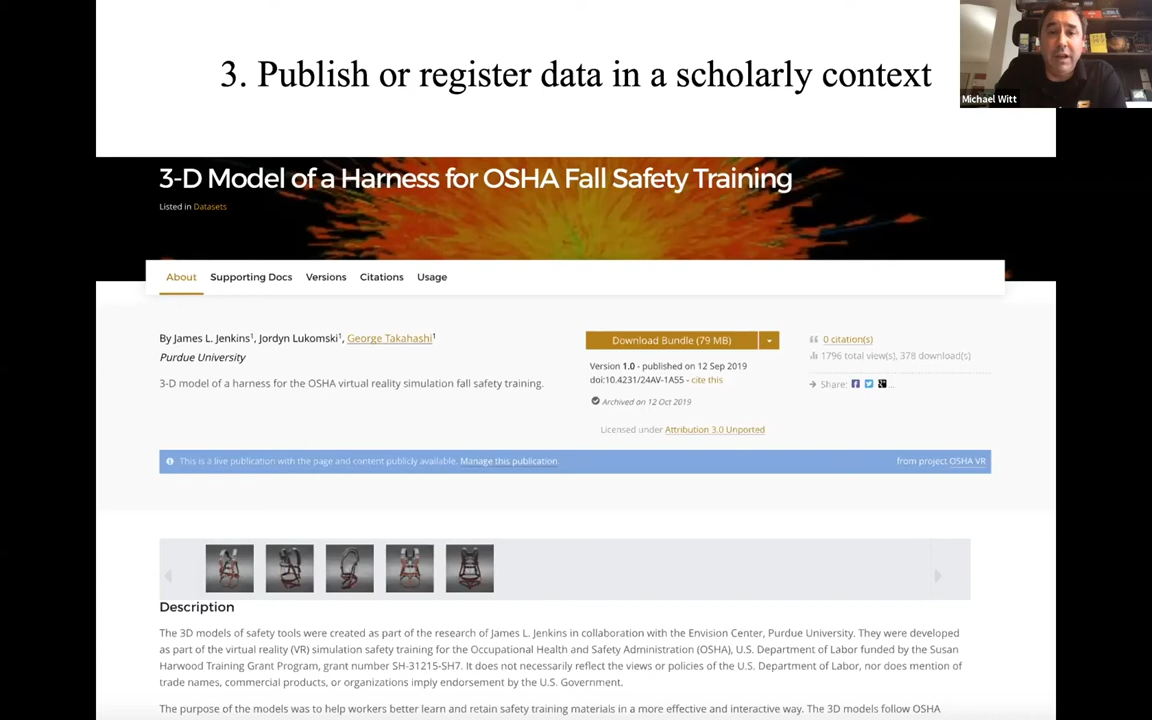 3. Publish or register data in a scholarly context
Michael Witt
3-D Model of a Harness for OSHA Fall Safety Training
Listed in Datasets
About Supporting Docs Versions Citations Usage
By James L. Jenkins1, Jordyn Lukomski1, George Takahashi1
Purdue University
3-D model of a harness for the OSHA virtual reality simulation fall safety training.
Download Bundle (79 MB)
Version 1.0 - published on 12 Sep 2019
doi:10.4231/24AV-1A55 - cite this
Archived on 12 Oct 2019
Licensed under Attribution 3.0 Unported
0 citation(s)
1796 total view(s), 378 download(s)
Share:
This is a live publication with the page and content publicly available. Manage this publication.
from project OSHA VR
Description
The 3D models of safety tools were created as part of the research of James L. Jenkins in collaboration with the Envision Center, Purdue University. They were developed
as part of the virtual reality (VR) simulation safety training for the Occupational Health and Safety Administration (OSHA), U.S. Department of Labor funded by the Susan
Harwood Training Grant Program, grant number SH-31215-SH7. It does not necessarily reflect the views or policies of the U.S. Department of Labor, nor does mention of
trade names, commercial products, or organizations imply endorsement by the U.S. Government.
The purpose of the models was to help workers better learn and retain safety training materials in a more effective and interactive way. The 3D models follow OSHA